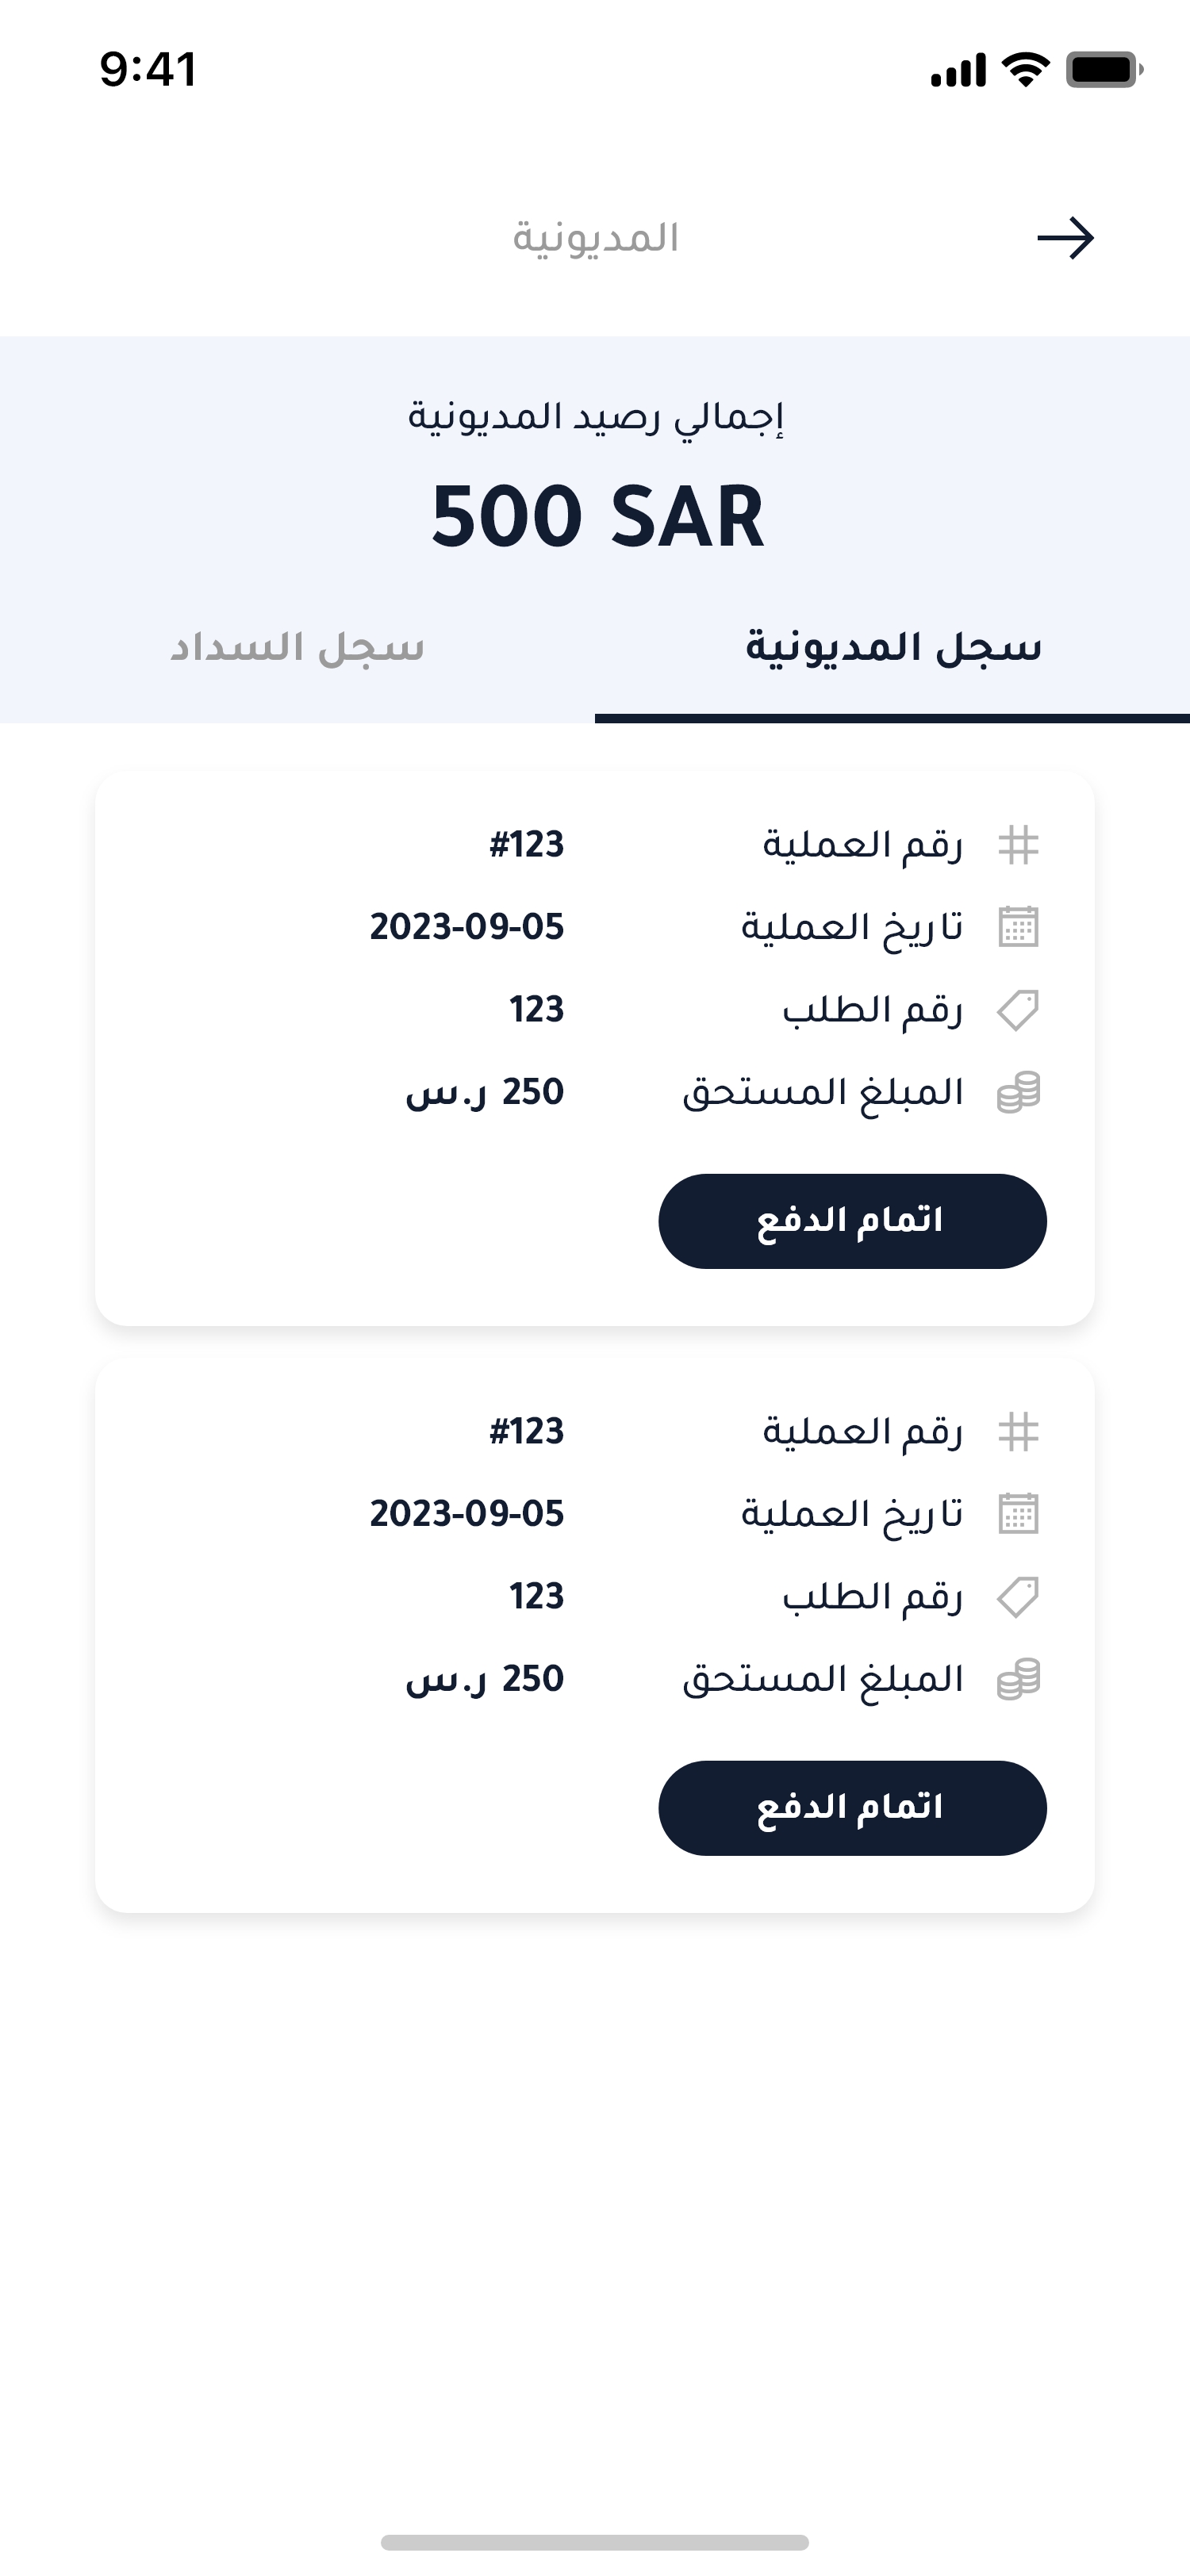 9:41
المديونية
إجمالي رصيد المديونية
500 SAR
سجل المديونية
سجل السداد
رقم العملية #123
تاريخ العملية 2023-09-05
رقم الطلب 123
المبلغ المستحق 250 ر.س
اتمام الدفع
رقم العملية #123
تاريخ العملية 2023-09-05
رقم الطلب 123
المبلغ المستحق 250 ر.س
اتمام الدفع